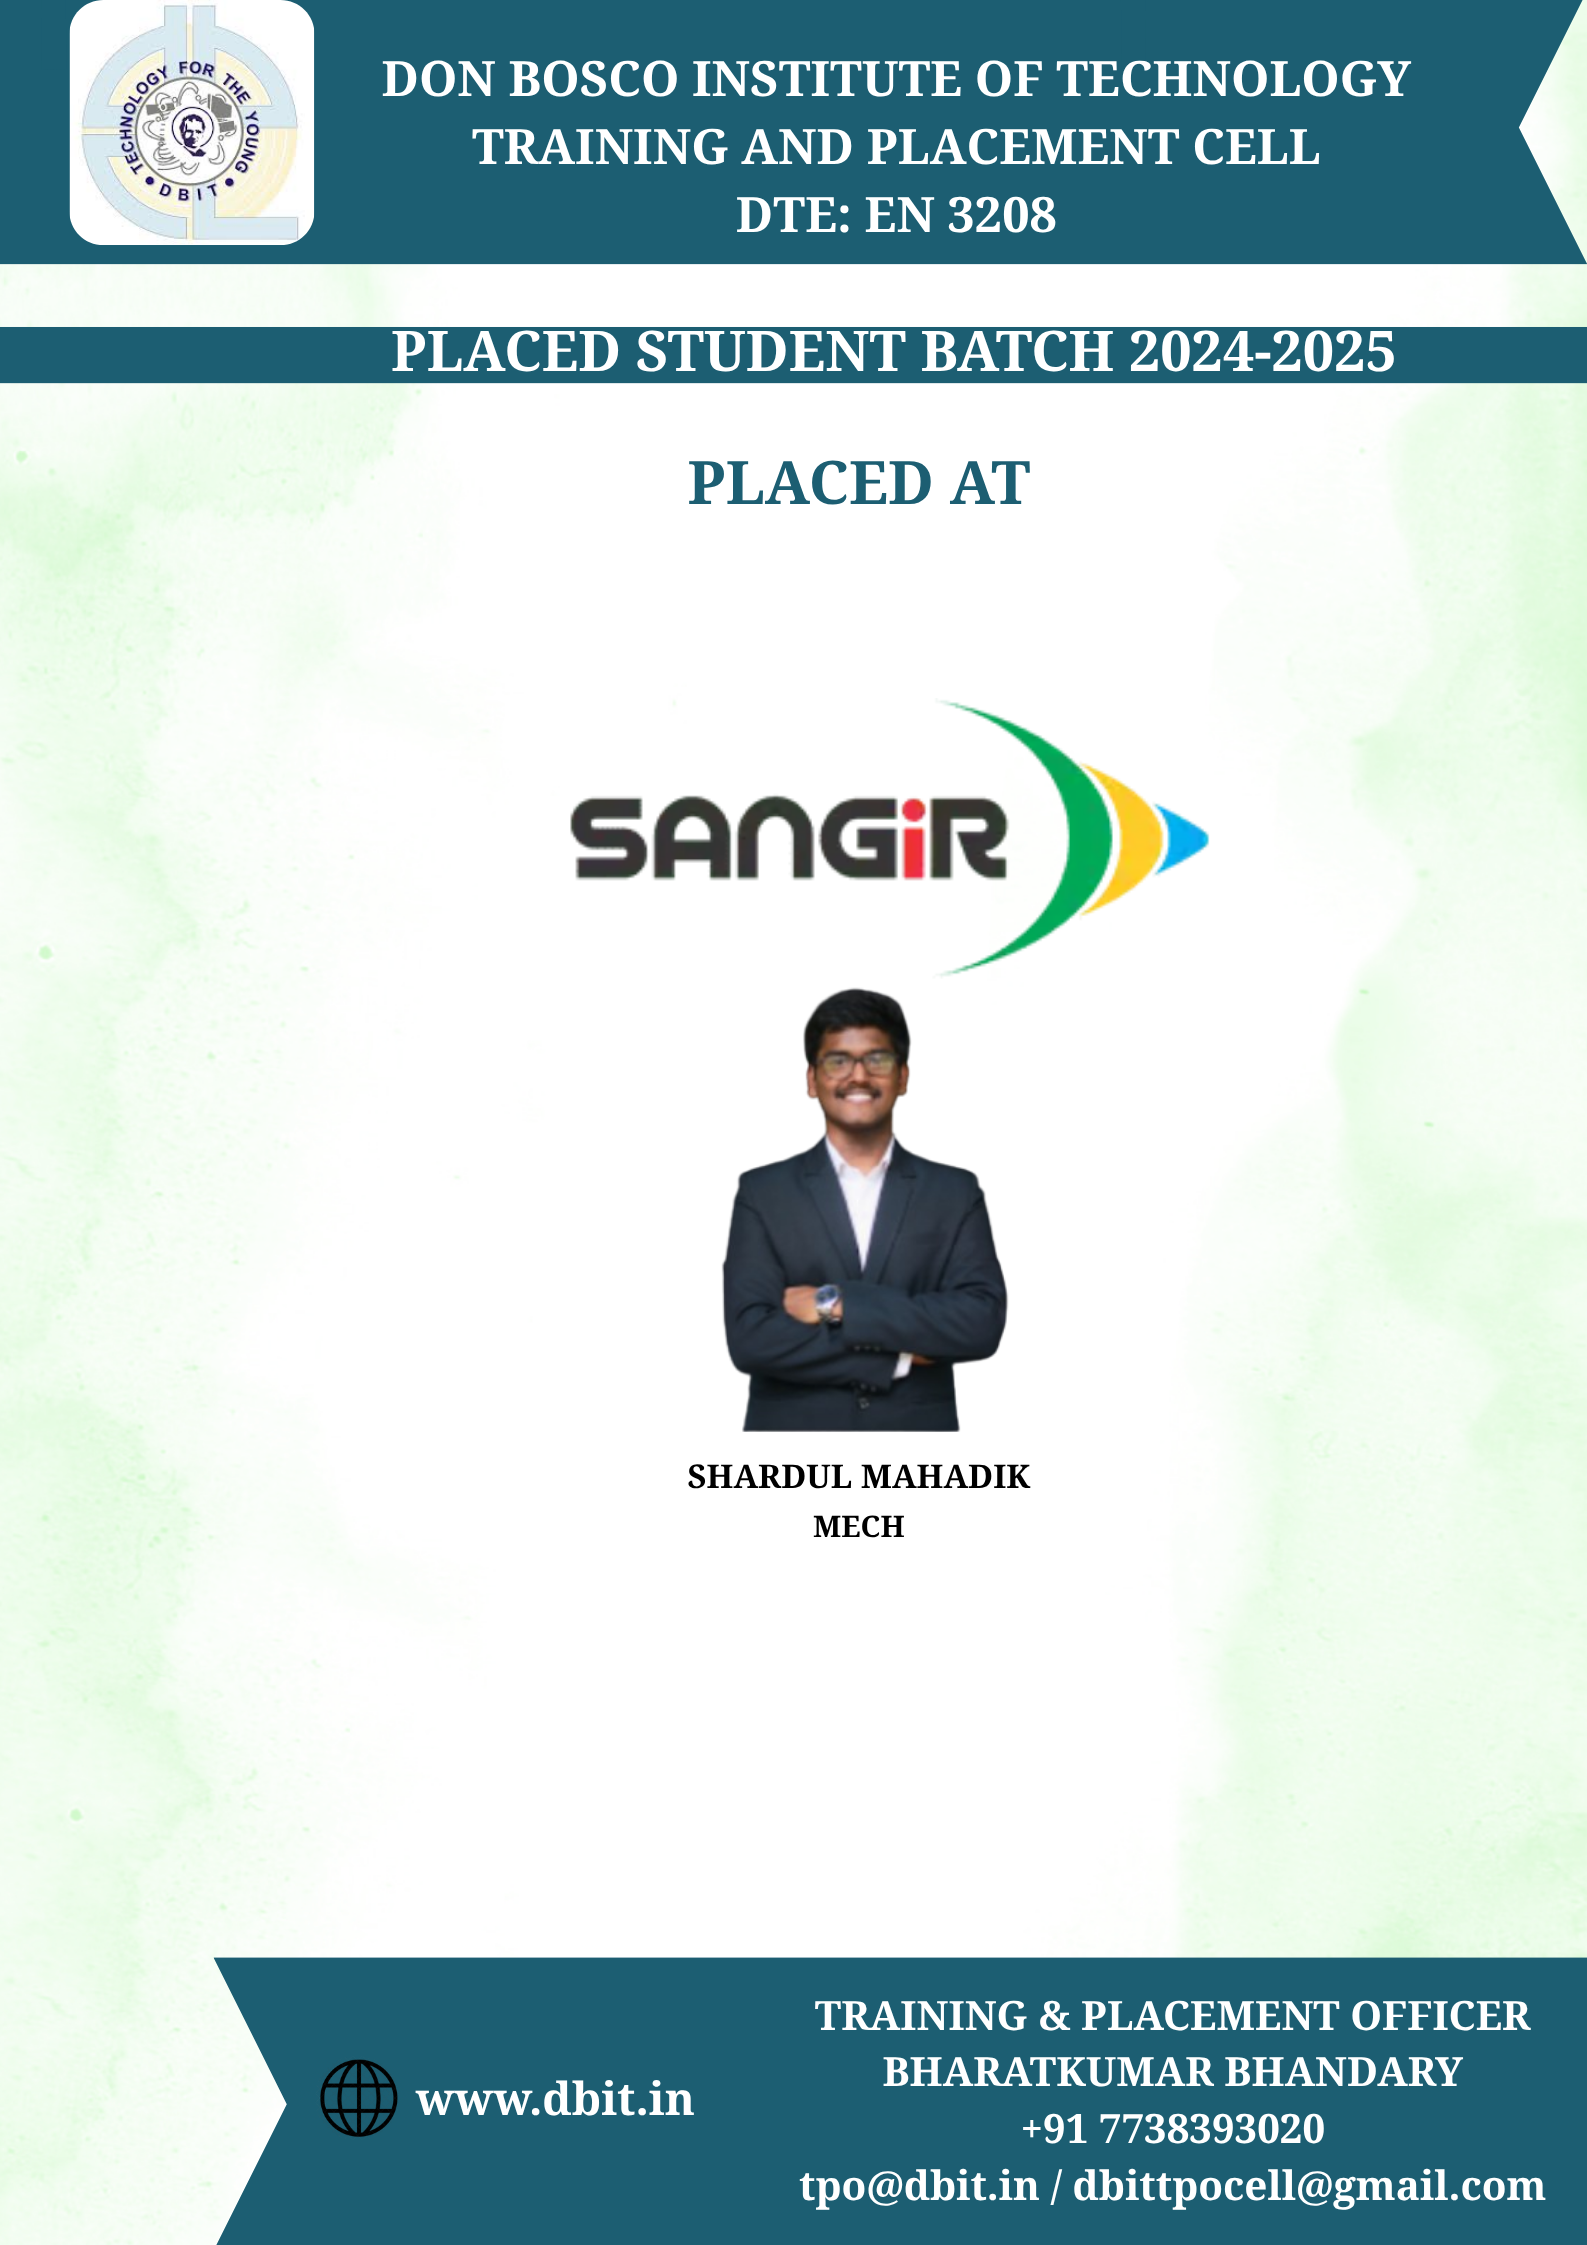 TECHNOLOGY FOR THE YOUNG
• DBIT •
DON BOSCO INSTITUTE OF TECHNOLOGY
TRAINING AND PLACEMENT CELL
DTE: EN 3208
PLACED STUDENT BATCH 2024-2025
PLACED AT
SANGiR
SHARDUL MAHADIK
MECH
www.dbit.in
TRAINING & PLACEMENT OFFICER
BHARATKUMAR BHANDARY
+91 7738393020
tpo@dbit.in / dbittpocell@gmail.com